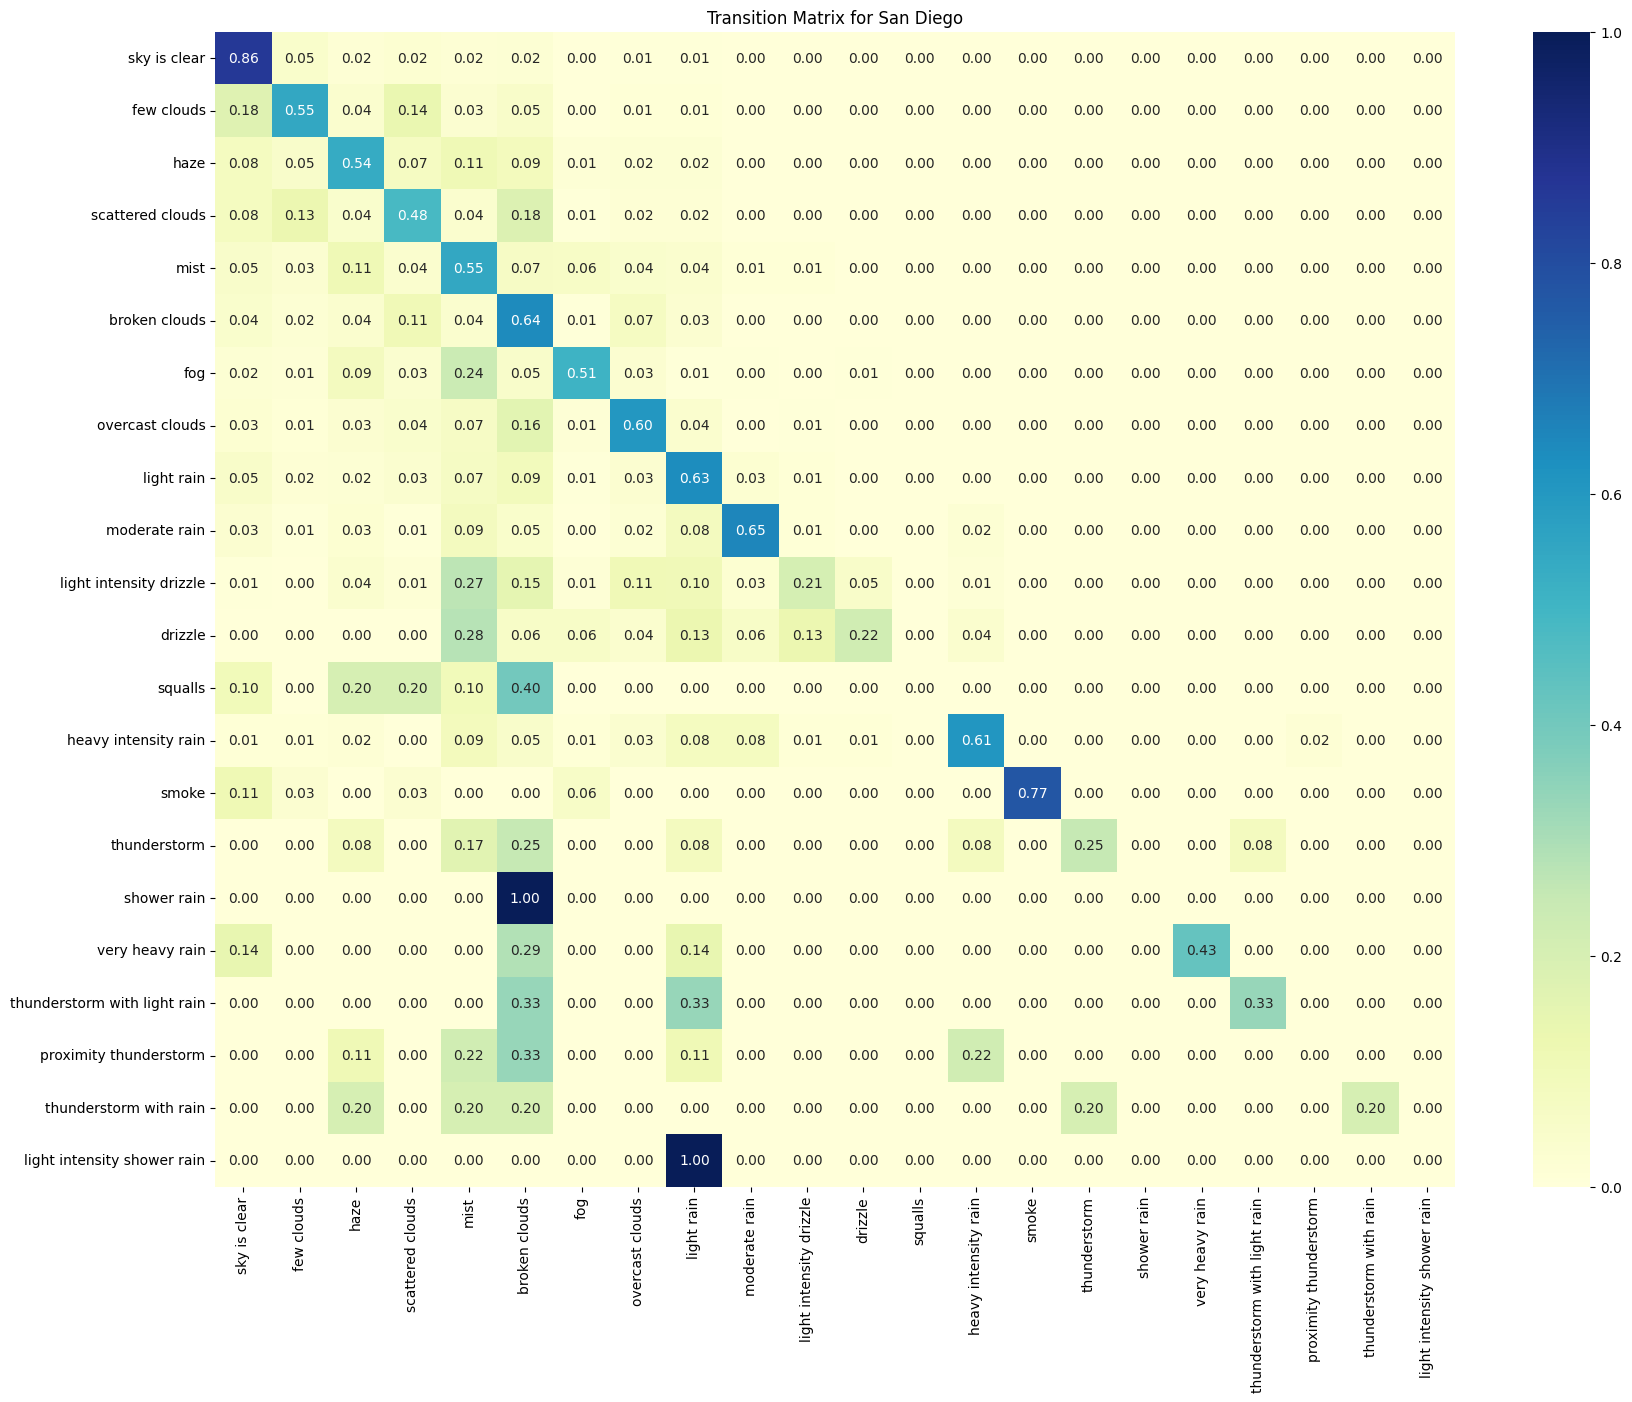 Transition Matrix for San Diego
sky is clear 0.86 0.05 0.02 0.02 0.02 0.02 0.00 0.01 0.01 0.00 0.00 0.00 0.00 0.00 0.00 0.00 0.00 0.00 0.00 0.00 0.00 0.00
few clouds 0.18 0.55 0.04 0.14 0.03 0.05 0.00 0.01 0.01 0.00 0.00 0.00 0.00 0.00 0.00 0.00 0.00 0.00 0.00 0.00 0.00 0.00
haze 0.08 0.05 0.54 0.07 0.11 0.09 0.01 0.02 0.02 0.00 0.00 0.00 0.00 0.00 0.00 0.00 0.00 0.00 0.00 0.00 0.00 0.00
scattered clouds 0.08 0.13 0.04 0.48 0.04 0.18 0.01 0.02 0.02 0.00 0.00 0.00 0.00 0.00 0.00 0.00 0.00 0.00 0.00 0.00 0.00 0.00
mist 0.05 0.03 0.11 0.04 0.55 0.07 0.06 0.04 0.04 0.01 0.01 0.00 0.00 0.00 0.00 0.00 0.00 0.00 0.00 0.00 0.00 0.00
broken clouds 0.04 0.02 0.04 0.11 0.04 0.64 0.01 0.07 0.03 0.00 0.00 0.00 0.00 0.00 0.00 0.00 0.00 0.00 0.00 0.00 0.00 0.00
fog 0.02 0.01 0.09 0.03 0.24 0.05 0.51 0.03 0.01 0.00 0.00 0.01 0.00 0.00 0.00 0.00 0.00 0.00 0.00 0.00 0.00 0.00
overcast clouds 0.03 0.01 0.03 0.04 0.07 0.16 0.01 0.60 0.04 0.00 0.01 0.00 0.00 0.00 0.00 0.00 0.00 0.00 0.00 0.00 0.00 0.00
light rain 0.05 0.02 0.02 0.03 0.07 0.09 0.01 0.03 0.63 0.03 0.01 0.00 0.00 0.00 0.00 0.00 0.00 0.00 0.00 0.00 0.00 0.00
moderate rain 0.03 0.01 0.03 0.01 0.09 0.05 0.00 0.02 0.08 0.65 0.01 0.00 0.00 0.02 0.00 0.00 0.00 0.00 0.00 0.00 0.00 0.00
light intensity drizzle 0.01 0.00 0.04 0.01 0.27 0.15 0.01 0.11 0.10 0.03 0.21 0.05 0.00 0.01 0.00 0.00 0.00 0.00 0.00 0.00 0.00 0.00
drizzle 0.00 0.00 0.00 0.00 0.28 0.06 0.06 0.04 0.13 0.06 0.13 0.22 0.00 0.04 0.00 0.00 0.00 0.00 0.00 0.00 0.00 0.00
squalls 0.10 0.00 0.20 0.20 0.10 0.40 0.00 0.00 0.00 0.00 0.00 0.00 0.00 0.00 0.00 0.00 0.00 0.00 0.00 0.00 0.00 0.00
heavy intensity rain 0.01 0.01 0.02 0.00 0.09 0.05 0.01 0.03 0.08 0.08 0.01 0.01 0.00 0.61 0.00 0.00 0.00 0.00 0.00 0.02 0.00 0.00
smoke 0.11 0.03 0.00 0.03 0.00 0.00 0.06 0.00 0.00 0.00 0.00 0.00 0.00 0.00 0.77 0.00 0.00 0.00 0.00 0.00 0.00 0.00
thunderstorm 0.00 0.00 0.08 0.00 0.17 0.25 0.00 0.00 0.08 0.00 0.00 0.00 0.00 0.08 0.00 0.25 0.00 0.00 0.08 0.00 0.00 0.00
shower rain 0.00 0.00 0.00 0.00 0.00 1.00 0.00 0.00 0.00 0.00 0.00 0.00 0.00 0.00 0.00 0.00 0.00 0.00 0.00 0.00 0.00 0.00
very heavy rain 0.14 0.00 0.00 0.00 0.00 0.29 0.00 0.00 0.14 0.00 0.00 0.00 0.00 0.00 0.00 0.00 0.00 0.43 0.00 0.00 0.00 0.00
thunderstorm with light rain 0.00 0.00 0.00 0.00 0.00 0.33 0.00 0.00 0.33 0.00 0.00 0.00 0.00 0.00 0.00 0.00 0.00 0.00 0.33 0.00 0.00 0.00
proximity thunderstorm 0.00 0.00 0.11 0.00 0.22 0.33 0.00 0.00 0.11 0.00 0.00 0.00 0.00 0.22 0.00 0.00 0.00 0.00 0.00 0.00 0.00 0.00
thunderstorm with rain 0.00 0.00 0.20 0.00 0.20 0.20 0.00 0.00 0.00 0.00 0.00 0.00 0.00 0.00 0.00 0.20 0.00 0.00 0.00 0.00 0.20 0.00
light intensity shower rain 0.00 0.00 0.00 0.00 0.00 0.00 0.00 0.00 1.00 0.00 0.00 0.00 0.00 0.00 0.00 0.00 0.00 0.00 0.00 0.00 0.00 0.00
sky is clear
few clouds
haze
scattered clouds
mist
broken clouds
fog
overcast clouds
light rain
moderate rain
light intensity drizzle
drizzle
squalls
heavy intensity rain
smoke
thunderstorm
shower rain
very heavy rain
thunderstorm with light rain
proximity thunderstorm
thunderstorm with rain
light intensity shower rain
1.0
0.8
0.6
0.4
0.2
0.0